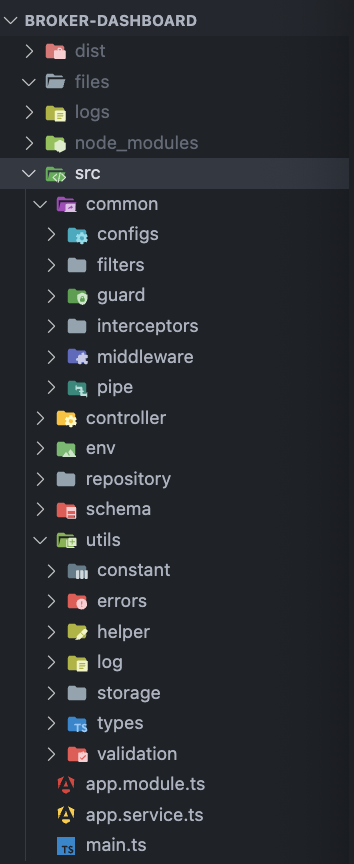 BROKER-DASHBOARD
dist
files
logs
node_modules
src
common
configs
filters
guard
interceptors
middleware
pipe
controller
env
repository
schema
utils
constant
errors
helper
log
storage
types
validation
app.module.ts
app.service.ts
main.ts